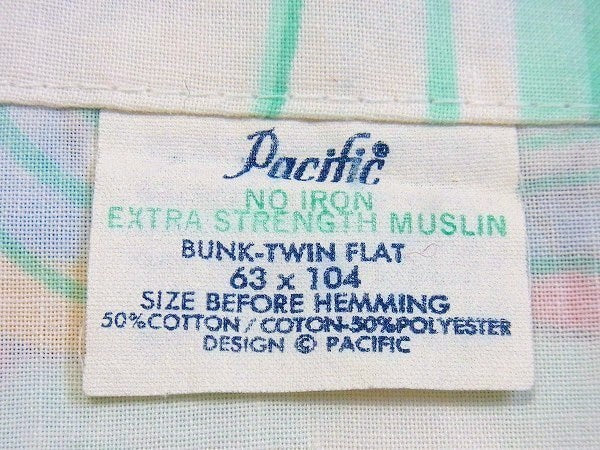 Pacific®
NO IRON
EXTRA STRENGTH MUSLIN
BUNK-TWIN FLAT
63 x 104
SIZE BEFORE HEMMING
50% COTTON / COTON-50% POLYESTER
DESIGN © PACIFIC